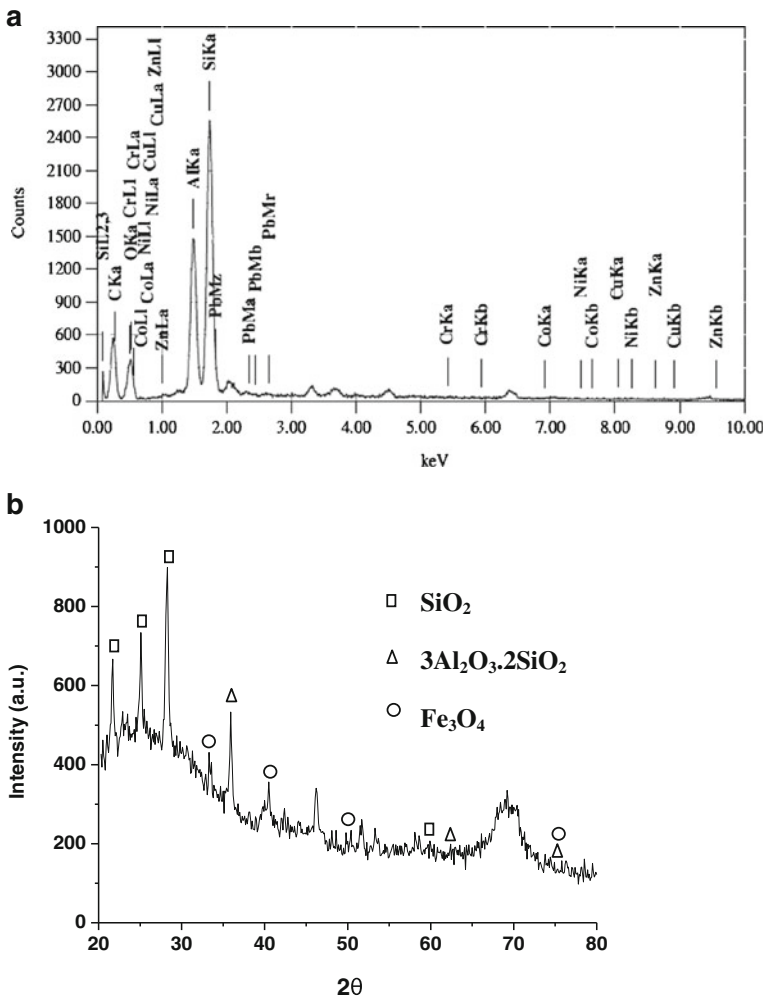 a
3300
3000
2700
2400
2100
1800
1500
1200
900
600
300
0
Counts
SiL2,3
CKa
OKa
CrL1
CrLa
CoL1
CoLa
NiL1
NiLa
CuL1
CuLa
ZnL1
ZnLa
AlKa
SiKa
PbMz
PbMa
PbMb
PbMr
CrKa
CrKb
CoKa
NiKa
CoKb
CuKa
NiKb
ZnKa
CuKb
ZnKb
0.00 1.00 2.00 3.00 4.00 5.00 6.00 7.00 8.00 9.00 10.00
keV
b
1000
800
600
400
200
0
Intensity (a.u.)
SiO₂
3Al₂O₃.2SiO₂
Fe₃O₄
20 30 40 50 60 70 80
2θ